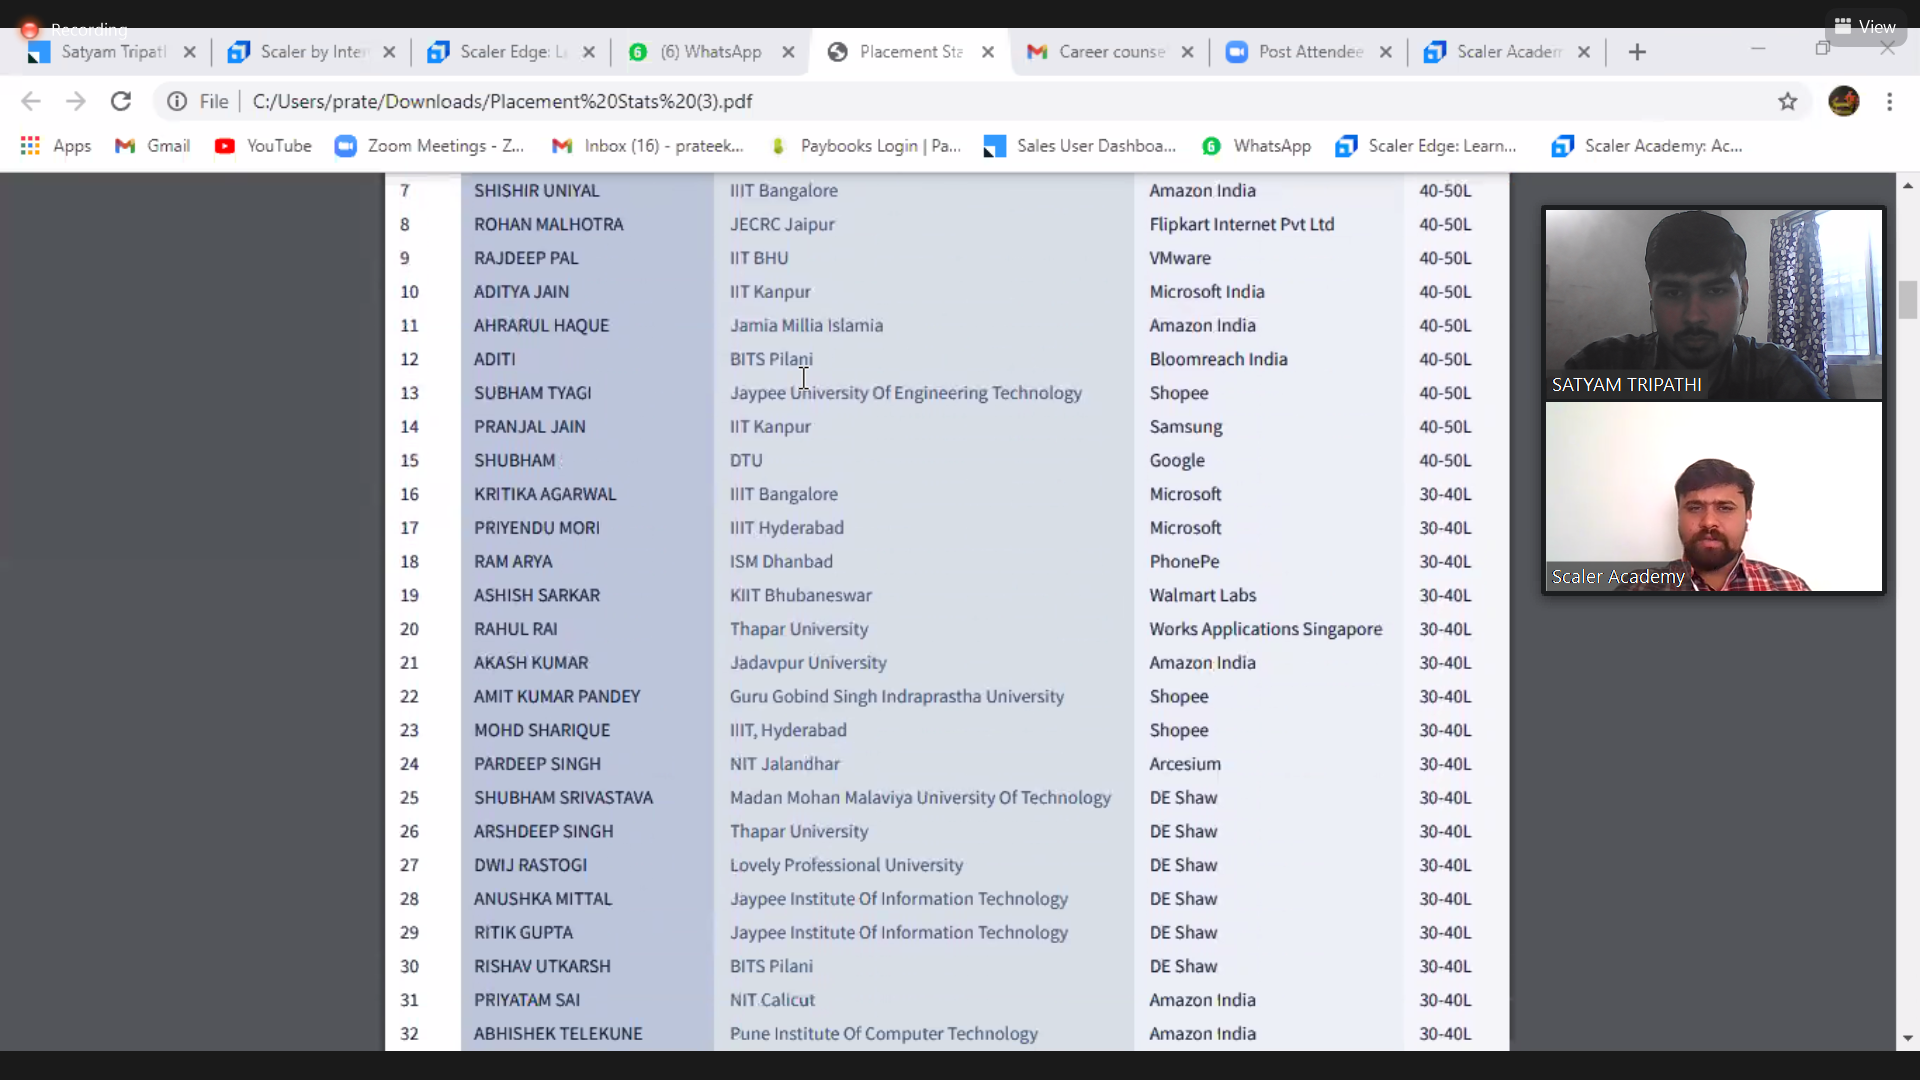 Recording
View
Satyam Tripat
Scaler by Inter
Scaler Edge: L
(6) WhatsApp
Placement Sta
Career counse
Post Attendee
Scaler Academ
File
C:/Users/prate/Downloads/Placement%20Stats%20(3).pdf
Apps
Gmail
YouTube
Zoom Meetings - Z...
Inbox (16) - prateek...
Paybooks Login | Pa...
Sales User Dashboa...
WhatsApp
Scaler Edge: Learn...
Scaler Academy: Ac...
7 SHISHIR UNIYAL IIIT Bangalore Amazon India 40-50L
8 ROHAN MALHOTRA JECRC Jaipur Flipkart Internet Pvt Ltd 40-50L
9 RAJDEEP PAL IIT BHU VMware 40-50L
10 ADITYA JAIN IIT Kanpur Microsoft India 40-50L
11 AHRARUL HAQUE Jamia Millia Islamia Amazon India 40-50L
12 ADITI BITS Pilani Bloomreach India 40-50L
13 SUBHAM TYAGI Jaypee University Of Engineering Technology Shopee 40-50L
14 PRANJAL JAIN IIT Kanpur Samsung 40-50L
15 SHUBHAM DTU Google 40-50L
16 KRITIKA AGARWAL IIIT Bangalore Microsoft 30-40L
17 PRIYENDU MORI IIIT Hyderabad Microsoft 30-40L
18 RAM ARYA ISM Dhanbad PhonePe 30-40L
19 ASHISH SARKAR KIIT Bhubaneswar Walmart Labs 30-40L
20 RAHUL RAI Thapar University Works Applications Singapore 30-40L
21 AKASH KUMAR Jadavpur University Amazon India 30-40L
22 AMIT KUMAR PANDEY Guru Gobind Singh Indraprastha University Shopee 30-40L
23 MOHD SHARIQUE IIIT, Hyderabad Shopee 30-40L
24 PARDEEP SINGH NIT Jalandhar Arcesium 30-40L
25 SHUBHAM SRIVASTAVA Madan Mohan Malaviya University Of Technology DE Shaw 30-40L
26 ARSHDEEP SINGH Thapar University DE Shaw 30-40L
27 DWIJ RASTOGI Lovely Professional University DE Shaw 30-40L
28 ANUSHKA MITTAL Jaypee Institute Of Information Technology DE Shaw 30-40L
29 RITIK GUPTA Jaypee Institute Of Information Technology DE Shaw 30-40L
30 RISHAV UTKARSH BITS Pilani DE Shaw 30-40L
31 PRIYATAM SAI NIT Calicut Amazon India 30-40L
32 ABHISHEK TELEKUNE Pune Institute Of Computer Technology Amazon India 30-40L
SATYAM TRIPATHI
Scaler Academy